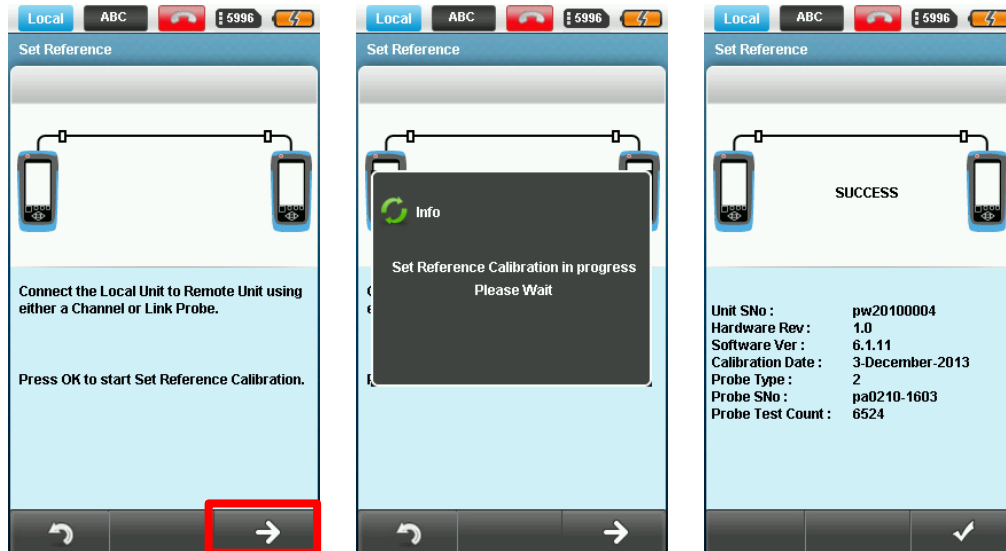 Local ABC 5996
Set Reference
Connect the Local Unit to Remote Unit using
either a Channel or Link Probe.
Press OK to start Set Reference Calibration.
Local ABC 5996
Set Reference
Info
Set Reference Calibration in progress
Please Wait
Local ABC 5996
Set Reference
SUCCESS
Unit SNo : pw20100004
Hardware Rev : 1.0
Software Ver : 6.1.11
Calibration Date : 3-December-2013
Probe Type : 2
Probe SNo : pa0210-1603
Probe Test Count : 6524